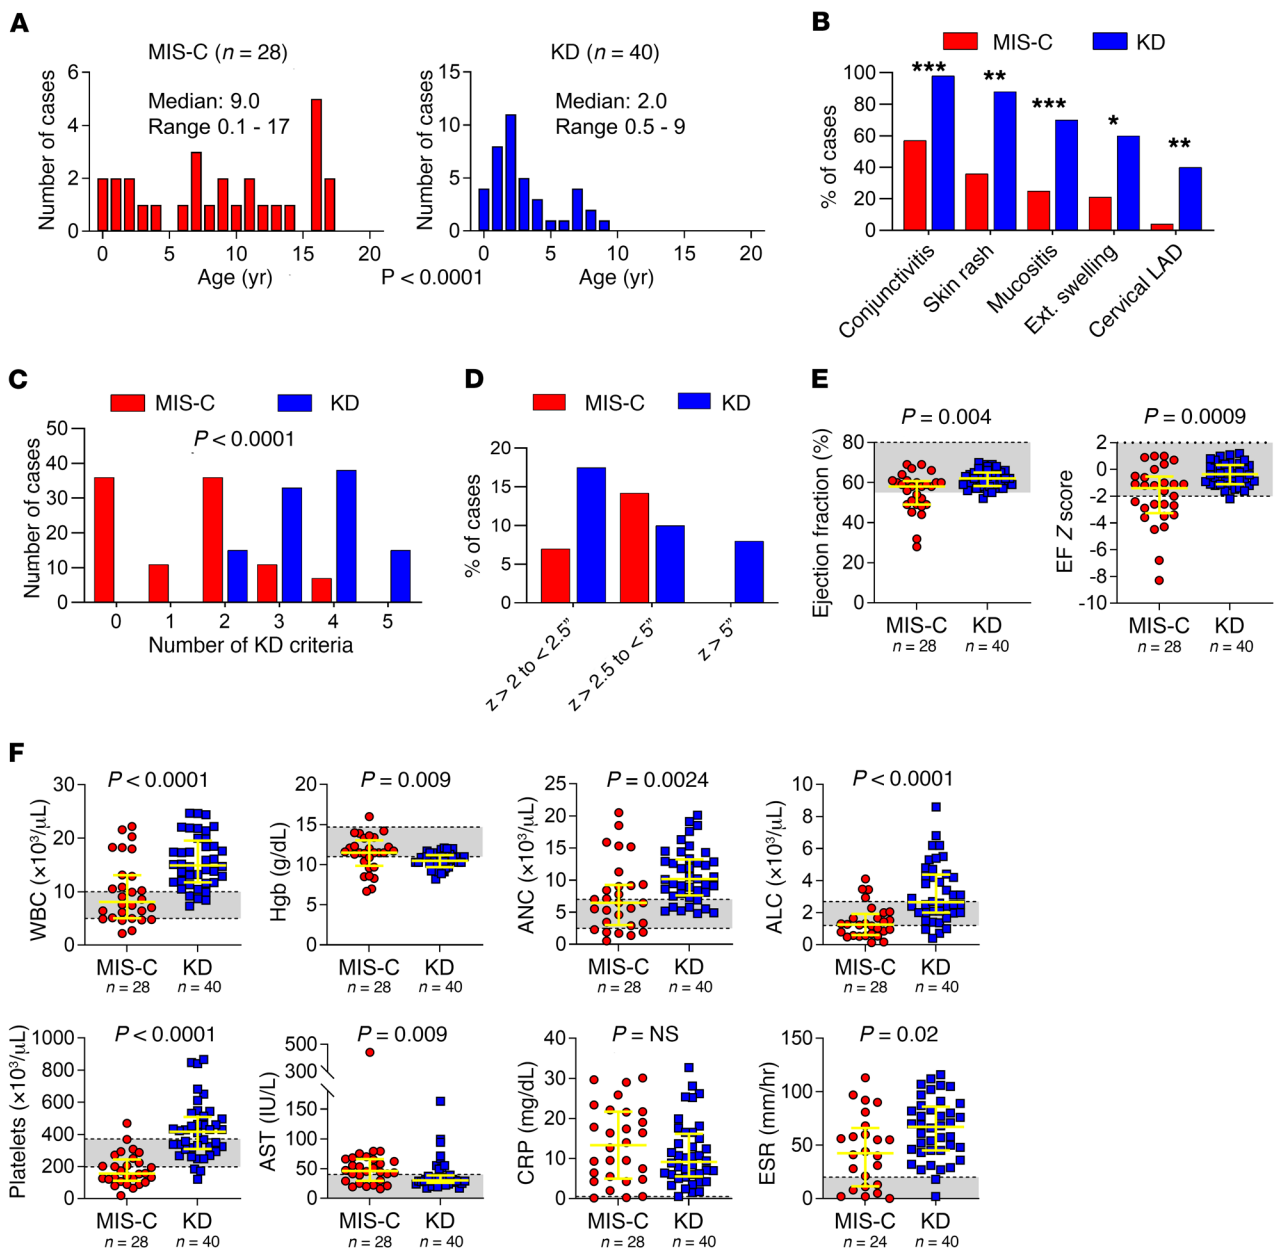 A
MIS-C (n = 28)
Median: 9.0
Range 0.1 - 17
Number of cases
6
4
2
0
0 5 10 15 20
Age (yr)
KD (n = 40)
Median: 2.0
Range 0.5 - 9
Number of cases
15
10
5
0
0 5 10 15 20
Age (yr)
P < 0.0001
B
MIS-C KD
% of cases
100
80
60
40
20
0
*** ** *** * **
Conjunctivitis
Skin rash
Mucositis
Ext. swelling
Cervical LAD
C
MIS-C KD
P < 0.0001
Number of cases
50
40
30
20
10
0
0 1 2 3 4 5
Number of KD criteria
D
MIS-C KD
% of cases
20
15
10
5
0
z > 2 to < 2.5”
z > 2.5 to < 5”
z > 5”
E
P = 0.004
Ejection fraction (%)
80
60
40
20
0
MIS-C KD
n = 28 n = 40
P = 0.0009
EF Z score
2
0
-2
-4
-6
-8
-10
MIS-C KD
n = 28 n = 40
F
P < 0.0001
WBC (×10³/μL)
30
20
10
0
MIS-C KD
n = 28 n = 40
P = 0.009
Hgb (g/dL)
20
15
10
5
0
MIS-C KD
n = 28 n = 40
P = 0.0024
ANC (×10³/μL)
25
20
15
10
5
0
MIS-C KD
n = 28 n = 40
P < 0.0001
ALC (×10³/μL)
10
8
6
4
2
0
MIS-C KD
n = 28 n = 40
P < 0.0001
Platelets (×10³/μL)
1000
800
600
400
200
0
MIS-C KD
n = 28 n = 40
P = 0.009
AST (IU/L)
500
300
150
100
50
0
MIS-C KD
n = 28 n = 40
P = NS
CRP (mg/dL)
40
30
20
10
0
MIS-C KD
n = 28 n = 40
P = 0.02
ESR (mm/hr)
150
100
50
0
MIS-C KD
n = 24 n = 40